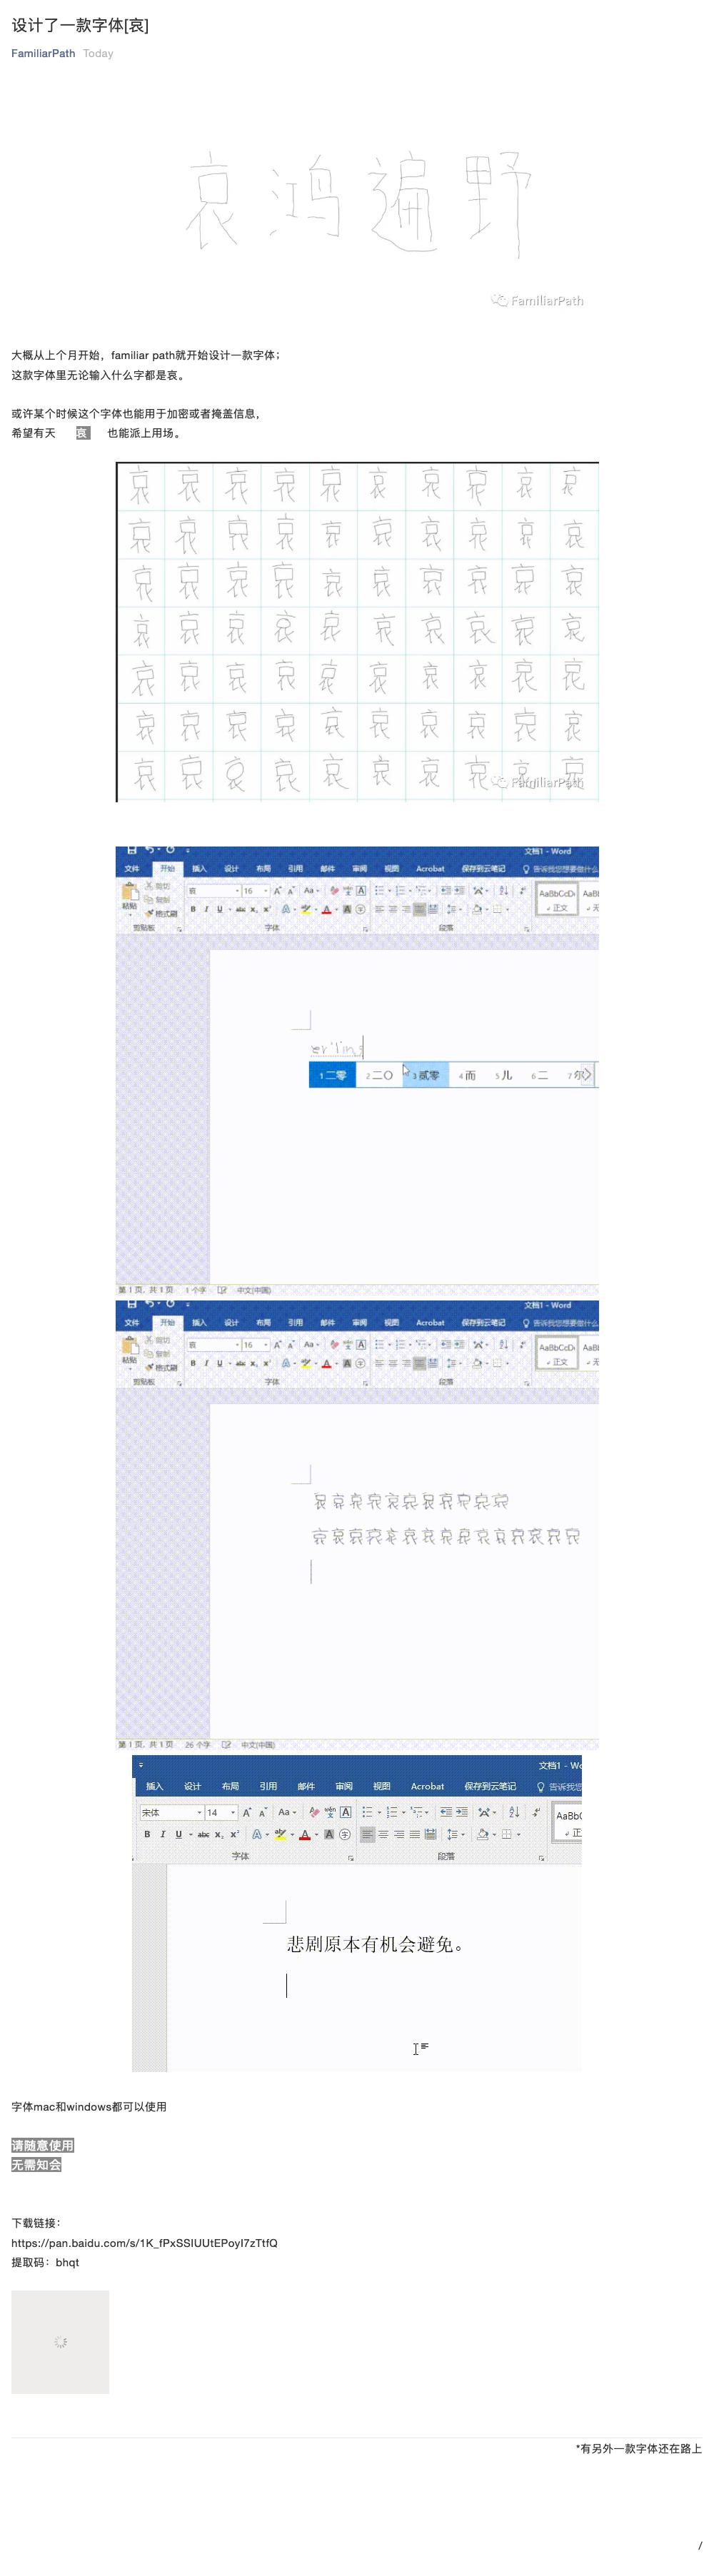 设计了一款字体[哀]
FamiliarPath Today
哀鸿遍野
FamiliarPath
大概从上个月开始，familiar path就开始设计一款字体；
这款字体里无论输入什么字都是哀。
或许某个时候这个字体也能用于加密或者掩盖信息，
希望有天 哀 也能派上用场。
哀哀哀哀哀哀哀哀哀哀
哀哀哀哀哀哀哀哀哀哀
哀哀哀哀哀哀哀哀哀哀
哀哀哀哀哀哀哀哀哀哀
哀哀哀哀哀哀哀哀哀哀
哀哀哀哀哀哀哀哀哀哀
哀哀哀哀哀哀哀哀哀哀
FamiliarPath
文档1 - Word
文件 开始 插入 设计 布局 引用 邮件 审阅 视图 Acrobat 保存到云笔记 告诉我您想要做什么
粘贴 剪切 复制 格式刷 哀 16 AaBbCcDc AaBb
正文
剪贴板 字体 段落
er'ling
1 二零 2 二〇 3 贰零 4 而 5 儿 6 二 7 尔
第 1 页，共 1 页 1 个字 中文(中国)
文档1 - Word
文件 开始 插入 设计 布局 引用 邮件 审阅 视图 Acrobat 保存到云笔记 告诉我您想要做什么
粘贴 剪切 复制 格式刷 哀 16 AaBbCcDc AaBb
正文
剪贴板 字体 段落
哀哀哀哀哀哀哀哀哀哀哀
哀哀哀哀哀哀哀哀哀哀哀哀哀哀哀
第 1 页，共 1 页 26 个字 中文(中国)
文档1 - Wo
插入 设计 布局 引用 邮件 审阅 视图 Acrobat 保存到云笔记 告诉我您
宋体 14 AaBbC
正
字体 段落
悲剧原本有机会避免。
字体mac和windows都可以使用
请随意使用
无需知会
下载链接：
https://pan.baidu.com/s/1K_fPxSSIUUtEPoyI7zTtfQ
提取码：bhqt
*有另外一款字体还在路上
/